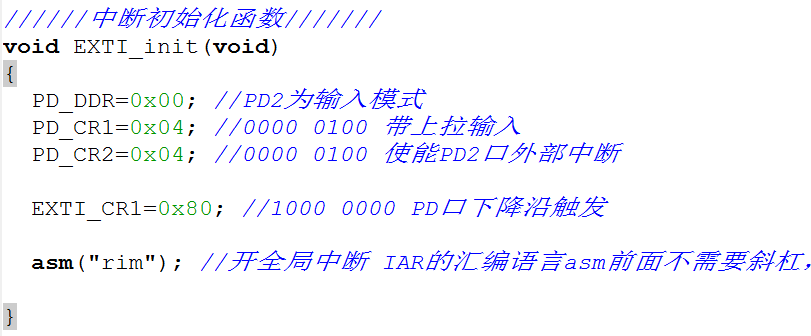 //////中断初始化函数///////
void EXTI_init(void)
{
PD_DDR=0x00; //PD2为输入模式
PD_CR1=0x04; //0000 0100 带上拉输入
PD_CR2=0x04; //0000 0100 使能PD2口外部中断
EXTI_CR1=0x80; //1000 0000 PD口下降沿触发
asm("rim"); //开全局中断 IAR的汇编语言asm前面不需要斜杠，
}